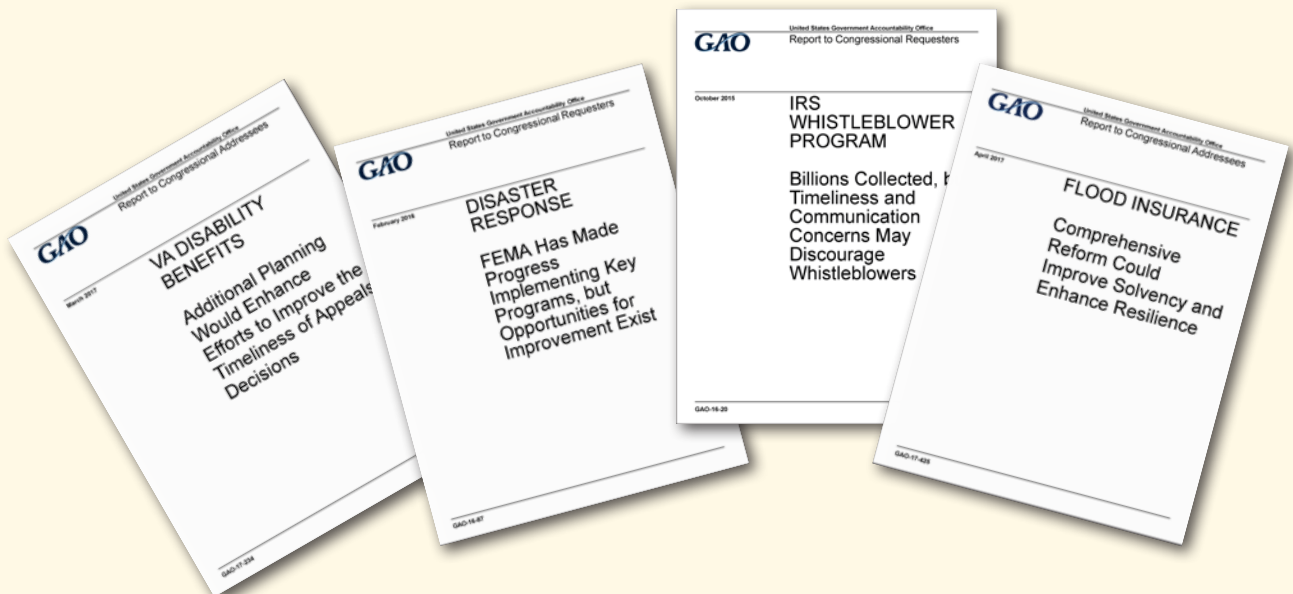 GAO
United States Government Accountability Office
Report to Congressional Addressees
March 2017
VA DISABILITY
BENEFITS
Additional Planning
Would Enhance
Efforts to Improve the
Timeliness of Appeals
Decisions
GAO-17-234
GAO
United States Government Accountability Office
Report to Congressional Requesters
February 2016
DISASTER
RESPONSE
FEMA Has Made
Progress
Implementing Key
Programs, but
Opportunities for
Improvement Exist
GAO-16-87
GAO
United States Government Accountability Office
Report to Congressional Requesters
October 2015
IRS
WHISTLEBLOWER
PROGRAM
Billions Collected,
Timeliness and
Communication
Concerns May
Discourage
Whistleblowers
GAO-16-20
GAO
United States Government Accountability Office
Report to Congressional Addressees
April 2017
FLOOD INSURANCE
Comprehensive
Reform Could
Improve Solvency and
Enhance Resilience
GAO-17-425